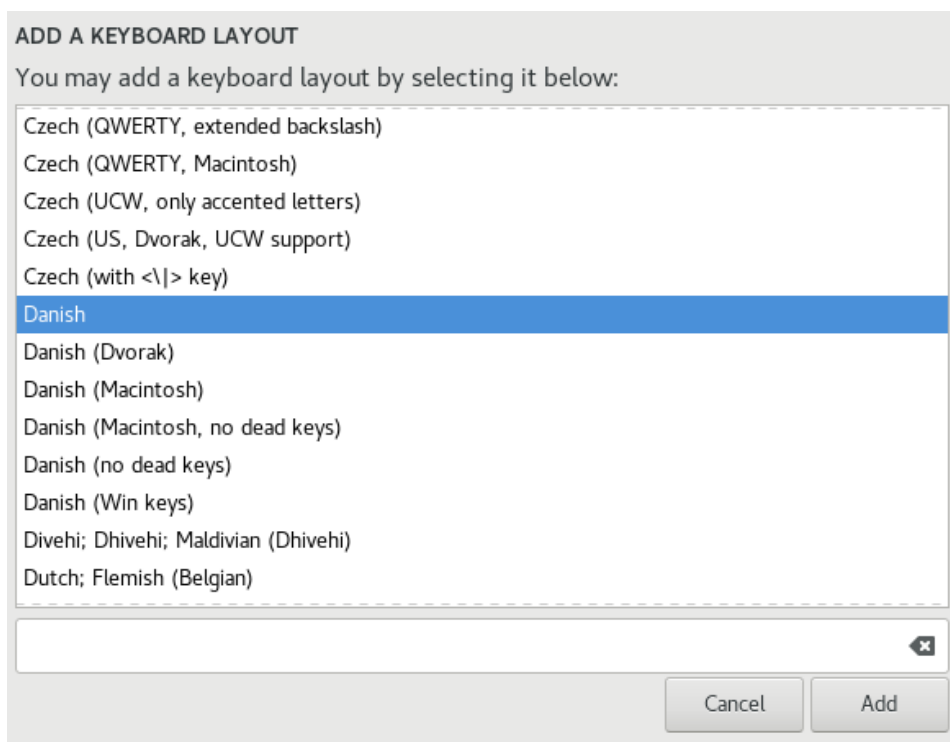 ADD A KEYBOARD LAYOUT
You may add a keyboard layout by selecting it below:
Czech (QWERTY, extended backslash)
Czech (QWERTY, Macintosh)
Czech (UCW, only accented letters)
Czech (US, Dvorak, UCW support)
Czech (with <\|> key)
Danish
Danish (Dvorak)
Danish (Macintosh)
Danish (Macintosh, no dead keys)
Danish (no dead keys)
Danish (Win keys)
Divehi; Dhivehi; Maldivian (Dhivehi)
Dutch; Flemish (Belgian)
Cancel Add